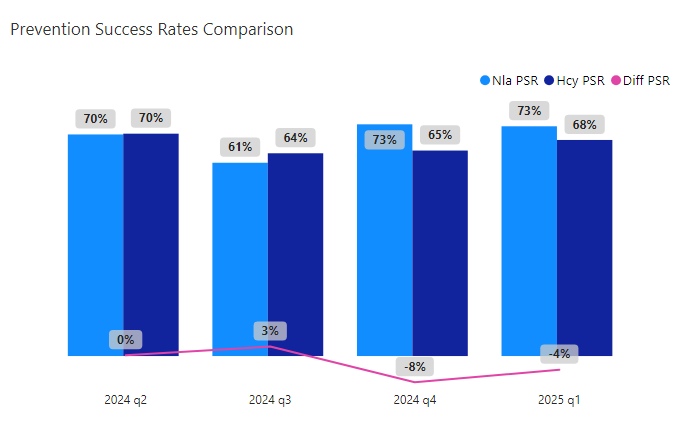 Prevention Success Rates Comparison
Nla PSR Hcy PSR Diff PSR
70% 70% 61% 64% 73% 65% 73% 68%
0% 3% -8% -4%
2024 q2 2024 q3 2024 q4 2025 q1